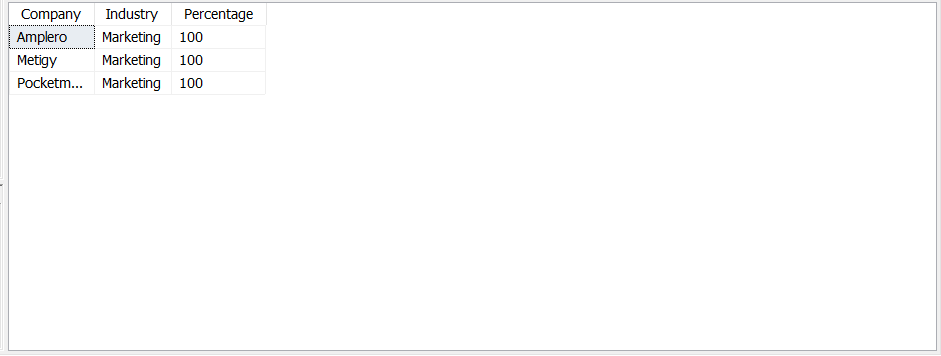 Company Industry Percentage
Amplero Marketing 100
Metigy Marketing 100
Pocketm... Marketing 100